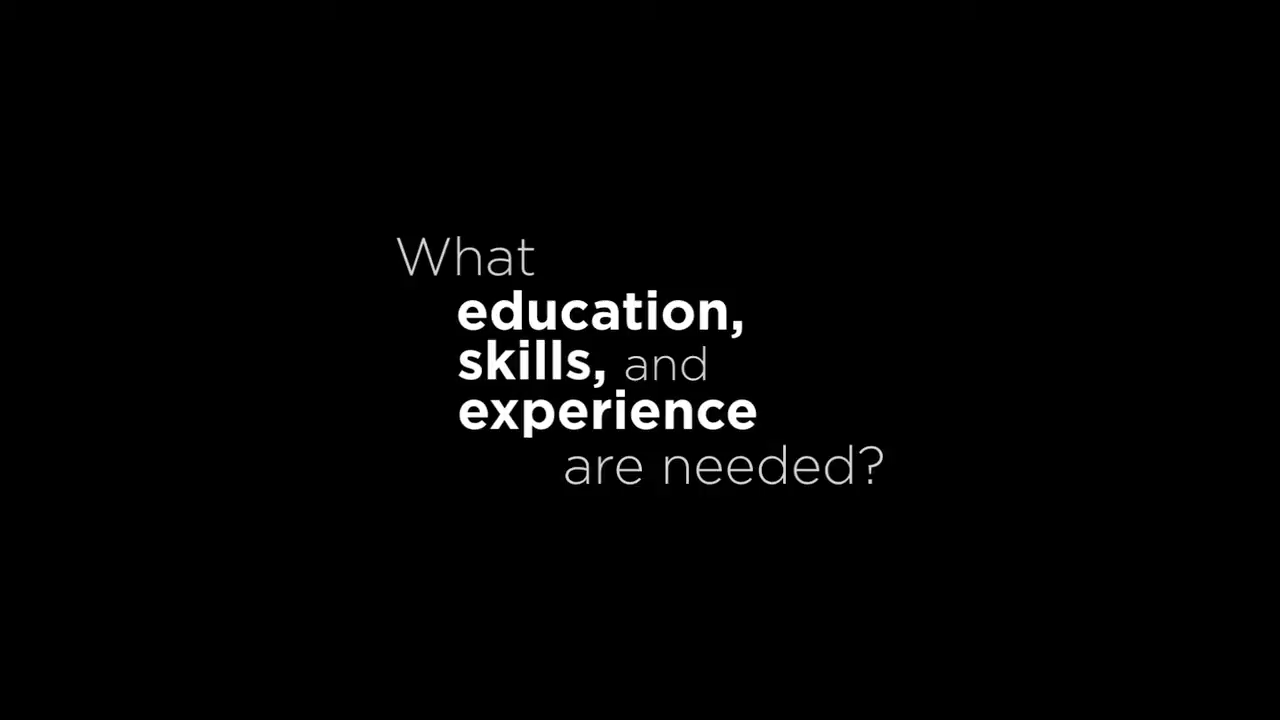 What
education,
skills, and
experience
are needed?